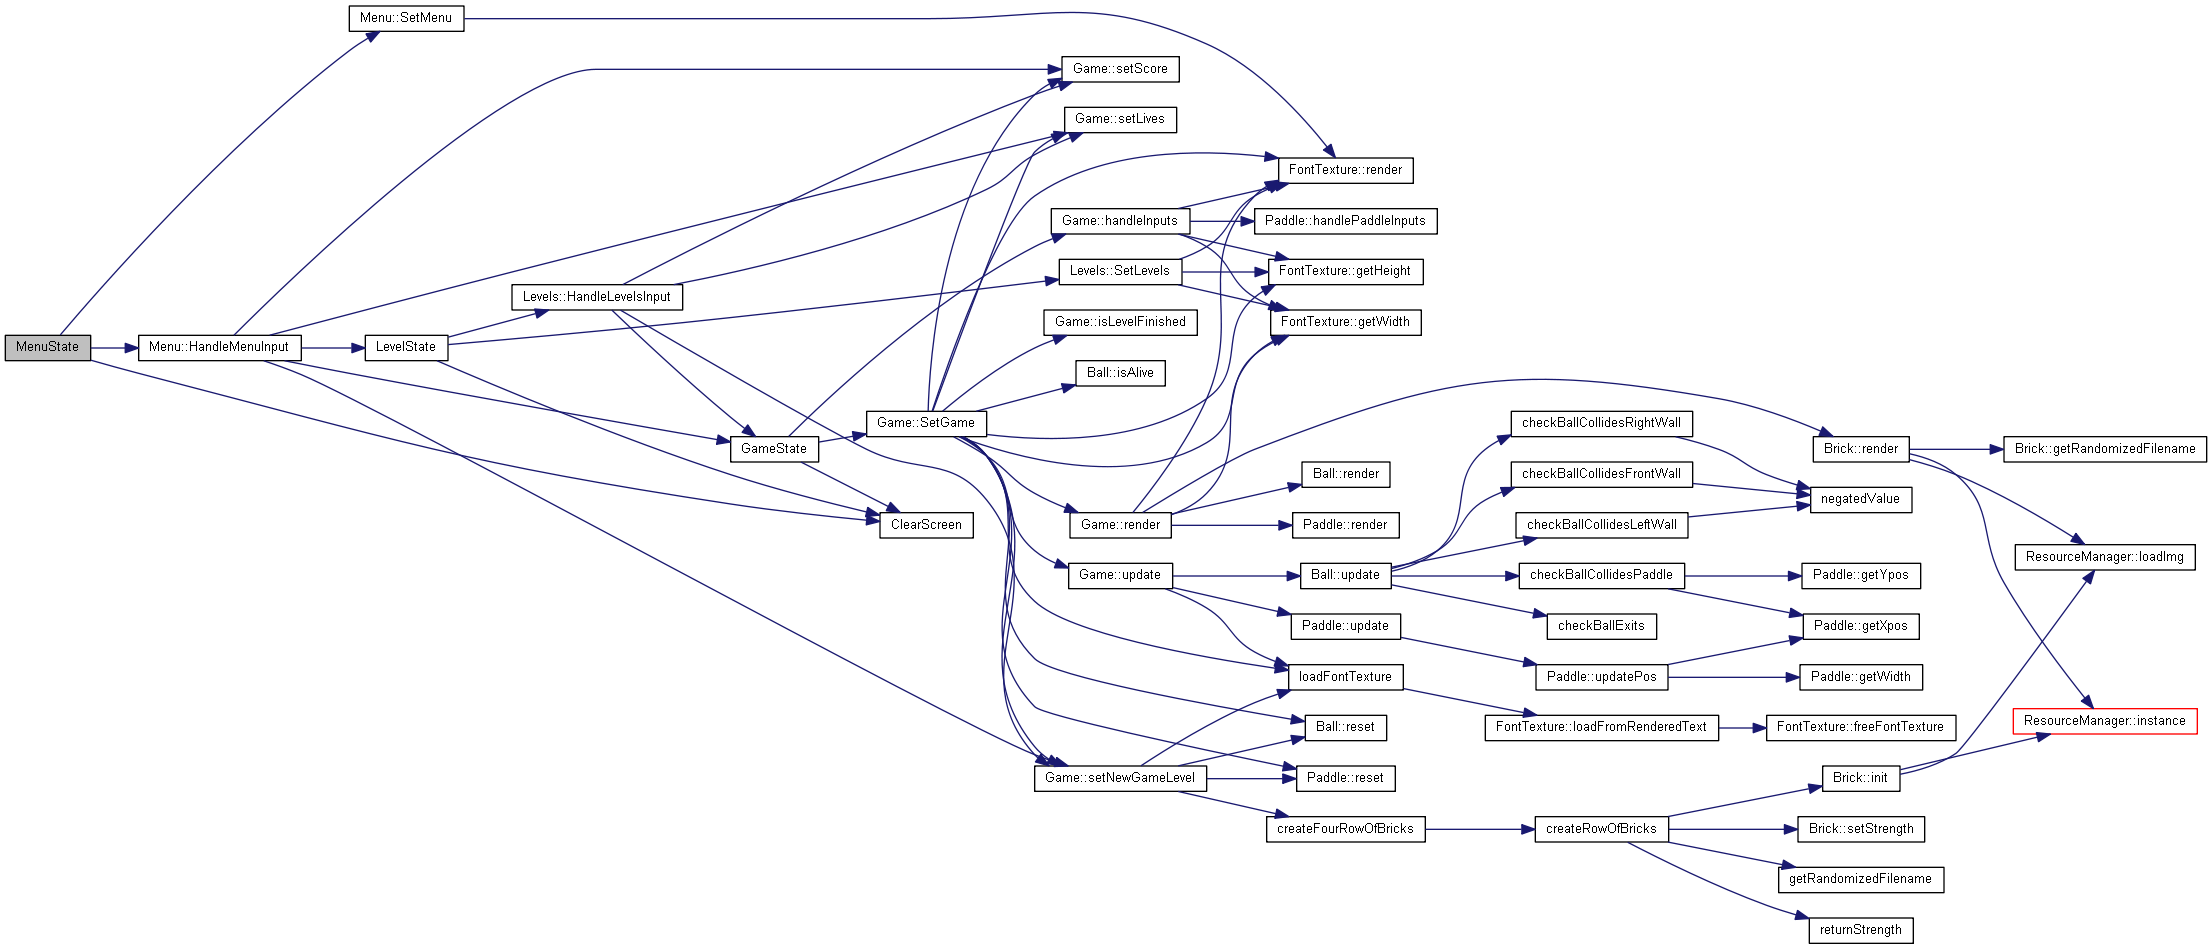 Menu::SetMenu
Game::setScore
Game::setLives
FontTexture::render
Game::handleInputs
Paddle::handlePaddleInputs
Levels::SetLevels
FontTexture::getHeight
Levels::HandleLevelsInput
Game::isLevelFinished
FontTexture::getWidth
MenuState
Menu::HandleMenuInput
LevelState
Ball::isAlive
Game::SetGame
checkBallCollidesRightWall
GameState
Brick::render
Brick::getRandomizedFilename
Ball::render
checkBallCollidesFrontWall
negatedValue
ClearScreen
Game::render
Paddle::render
checkBallCollidesLeftWall
ResourceManager::loadImg
Game::update
Ball::update
checkBallCollidesPaddle
Paddle::getYpos
Paddle::update
checkBallExits
Paddle::getXpos
loadFontTexture
Paddle::updatePos
Paddle::getWidth
Ball::reset
FontTexture::loadFromRenderedText
FontTexture::freeFontTexture
ResourceManager::instance
Game::setNewGameLevel
Paddle::reset
Brick::init
createFourRowOfBricks
createRowOfBricks
Brick::setStrength
getRandomizedFilename
returnStrength